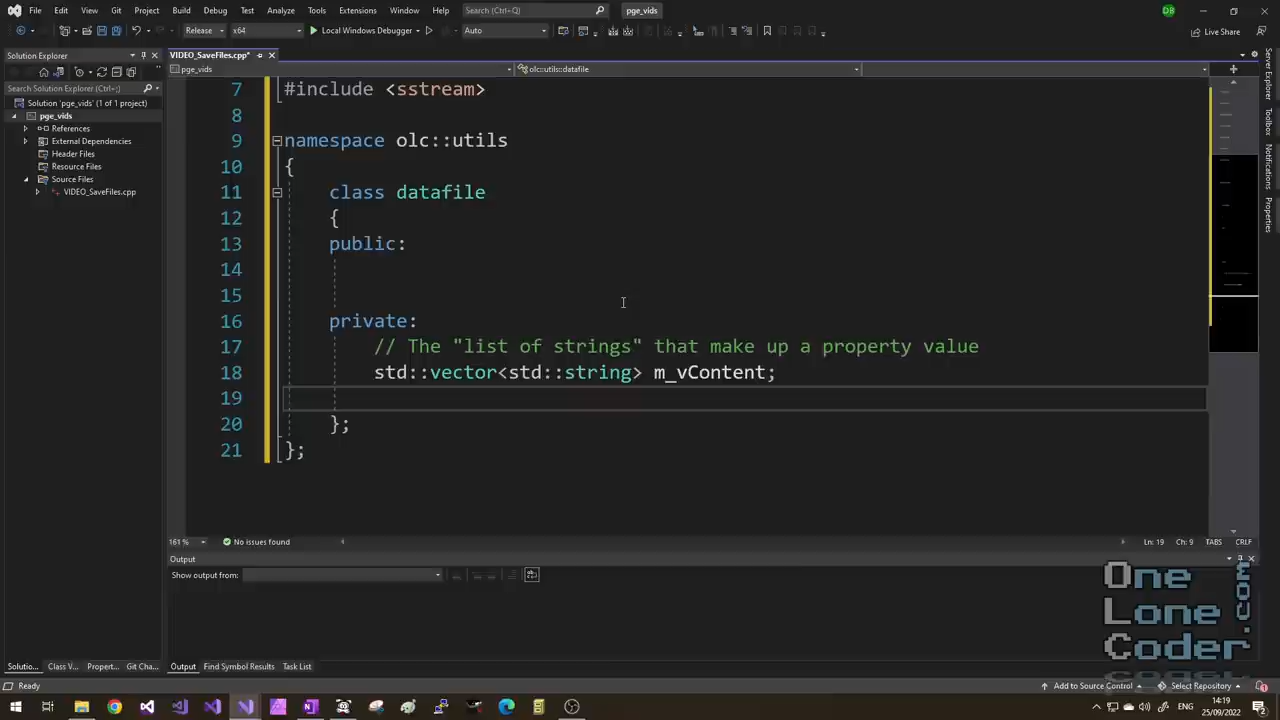 File Edit View Git Project Build Debug Test Analyze Tools Extensions Window Help Search (Ctrl+Q) pge_vids DB
Release x64 Local Windows Debugger Auto Live Share
Solution Explorer
Search Solution Explorer (Ctrl+;)
Solution 'pge_vids' (1 of 1 project)
pge_vids
References
External Dependencies
Header Files
Resource Files
Source Files
VIDEO_SaveFiles.cpp
VIDEO_SaveFiles.cpp*
pge_vids olc::utils::datafile
7 #include <sstream>
8
9 namespace olc::utils
10 {
11 class datafile
12 {
13 public:
14
15
16 private:
17 // The "list of strings" that make up a property value
18 std::vector<std::string> m_vContent;
19
20 };
21 };
161 % No issues found Ln: 19 Ch: 9 TABS CRLF
Output
Show output from:
Server Explorer
Toolbox
Notifications
Properties
One
Lone
Coder
.com
Solutio... Class V... Propert... Git Cha... Output Find Symbol Results Task List
Ready Add to Source Control Select Repository
ENG 14:19
25/09/2022